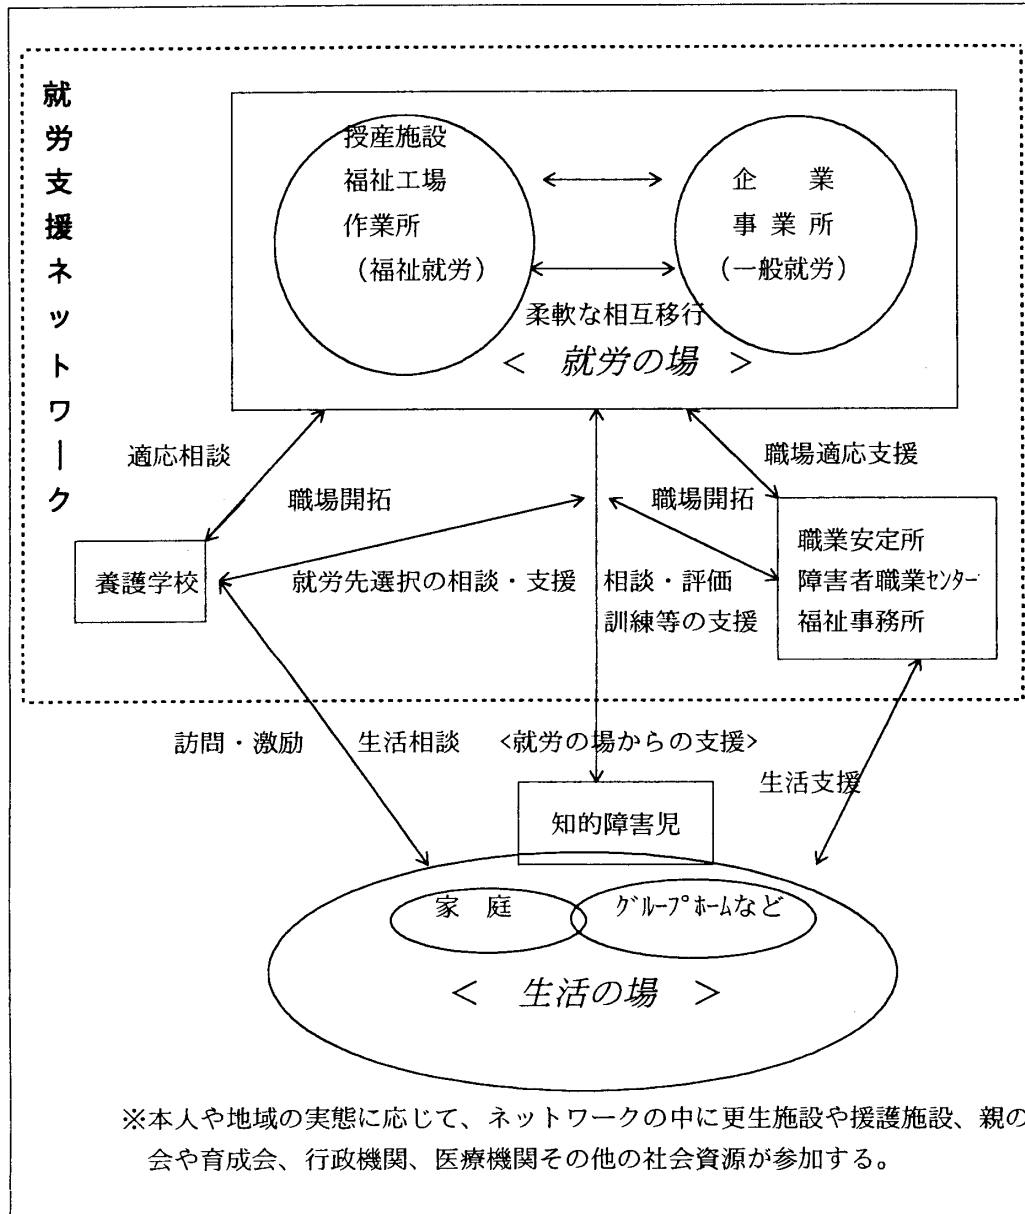 就労支援ネットワーク
授産施設
福祉工場
作業所
（福祉就労）
企　業
事業所
（一般就労）
柔軟な相互移行
＜　就労の場　＞
適応相談
職場適応支援
職場開拓
職場開拓
養護学校
就労先選択の相談・支援
相談・評価
訓練等の支援
職業安定所
障害者職業ｾﾝﾀｰ
福祉事務所
訪問・激励
生活相談
<就労の場からの支援>
生活支援
知的障害児
家　庭
ｸﾞﾙｰﾌﾟﾎｰﾑなど
＜　生活の場　＞
※本人や地域の実態に応じて、ネットワークの中に更生施設や援護施設、親の
会や育成会、行政機関、医療機関その他の社会資源が参加する。